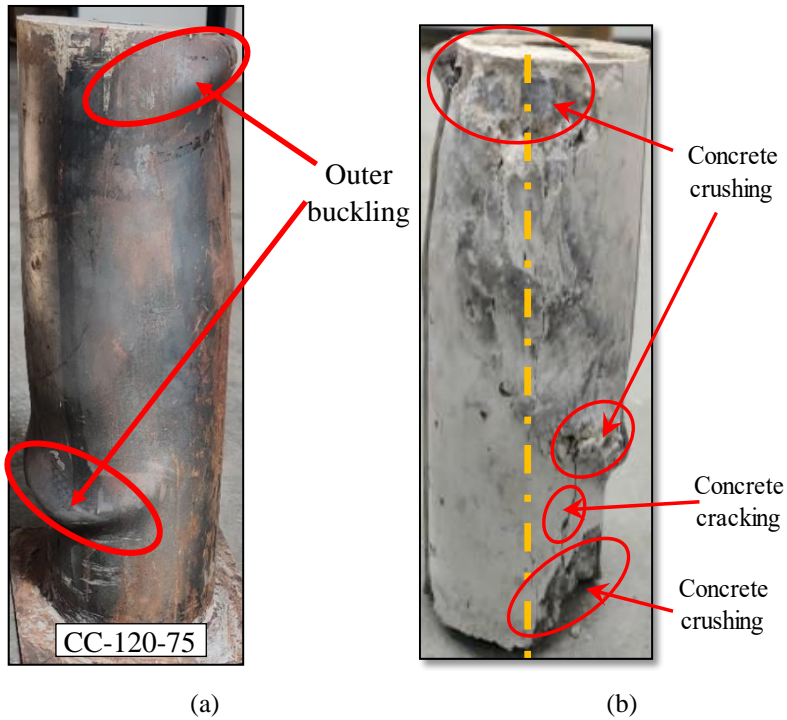 Outer
buckling
CC-120-75
(a)
Concrete
crushing
Concrete
cracking
Concrete
crushing
(b)